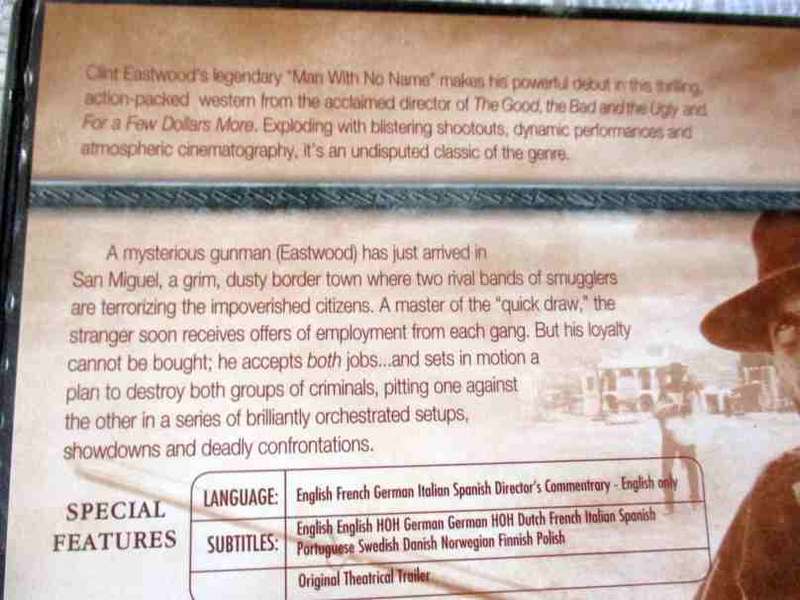 Clint Eastwood's legendary "Man With No Name" makes his powerful debut in this thrilling,
action-packed western from the acclaimed director of The Good, the Bad and the Ugly and
For a Few Dollars More. Exploding with blistering shootouts, dynamic performances and
atmospheric cinematography, it's an undisputed classic of the genre.
A mysterious gunman (Eastwood) has just arrived in
San Miguel, a grim, dusty border town where two rival bands of smugglers
are terrorizing the impoverished citizens. A master of the "quick draw," the
stranger soon receives offers of employment from each gang. But his loyalty
cannot be bought; he accepts both jobs...and sets in motion a
plan to destroy both groups of criminals, pitting one against
the other in a series of brilliantly orchestrated setups,
showdowns and deadly confrontations.
SPECIAL
FEATURES
LANGUAGE: English French German Italian Spanish Director's Commentrary - English only
SUBTITLES: English English HOH German German HOH Dutch French Italian Spanish
Portuguese Swedish Danish Norwegian Finnish Polish
Original Theatrical Trailer